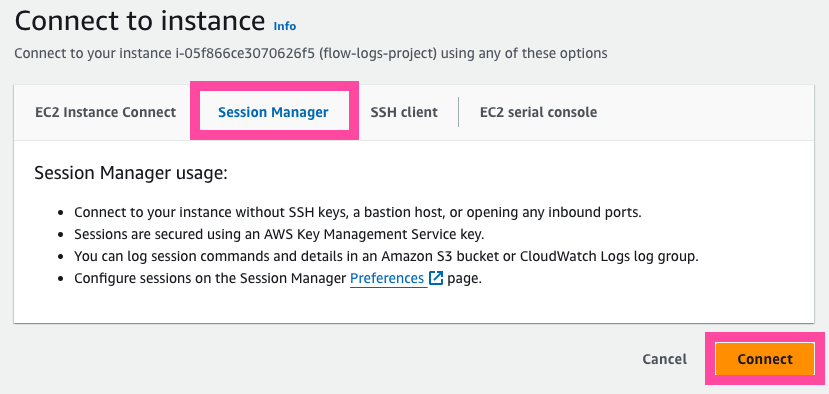 Connect to instance Info
Connect to your instance i-05f866ce3070626f5 (flow-logs-project) using any of these options
EC2 Instance Connect Session Manager SSH client EC2 serial console
Session Manager usage:
• Connect to your instance without SSH keys, a bastion host, or opening any inbound ports.
• Sessions are secured using an AWS Key Management Service key.
• You can log session commands and details in an Amazon S3 bucket or CloudWatch Logs log group.
• Configure sessions on the Session Manager Preferences page.
Cancel Connect